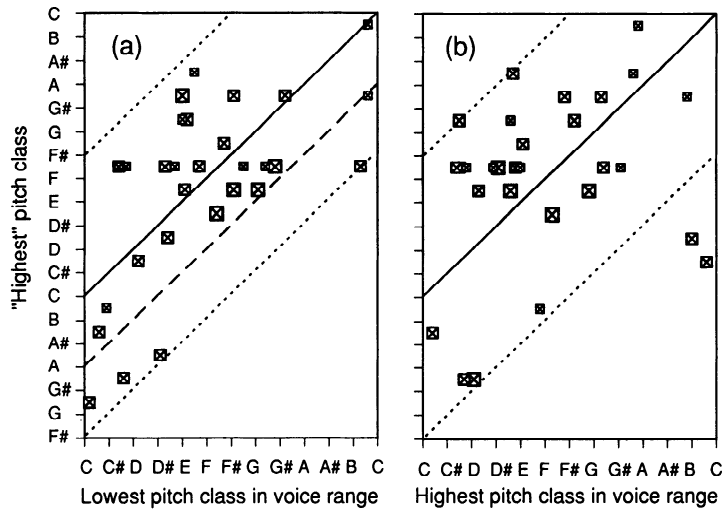 (a)
(b)
"Highest" pitch class
C
B
A#
A
G#
G
F#
F
E
D#
D
C#
C
B
A#
A
G#
G
F#
C C# D D# E F F# G G# A A# B C
C C# D D# E F F# G G# A A# B C
Lowest pitch class in voice range
Highest pitch class in voice range